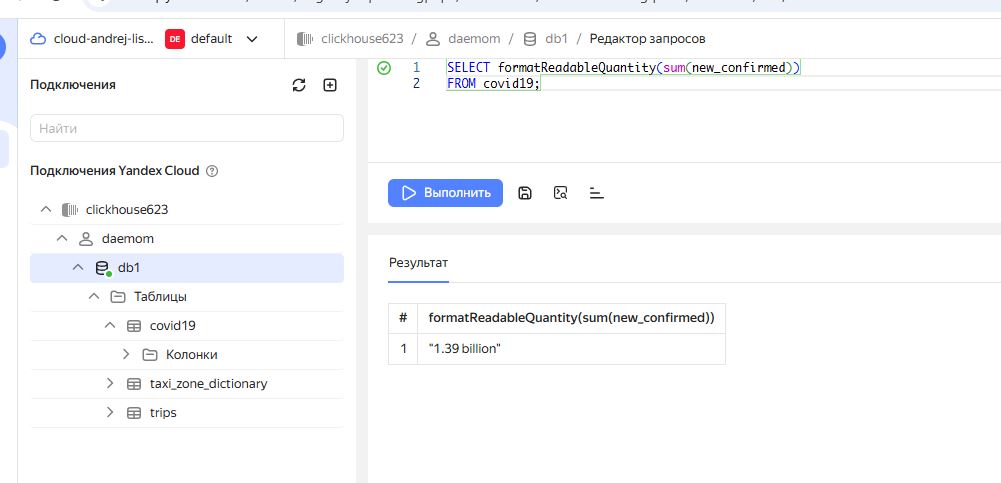 cloud-andrej-lis... DE default clickhouse623 / daemom / db1 / Редактор запросов
Подключения
Найти
Подключения Yandex Cloud
clickhouse623
daemom
db1
Таблицы
covid19
Колонки
taxi_zone_dictionary
trips
1 SELECT formatReadableQuantity(sum(new_confirmed))
2 FROM covid19;
Выполнить
Результат
# formatReadableQuantity(sum(new_confirmed))
1 "1.39 billion"